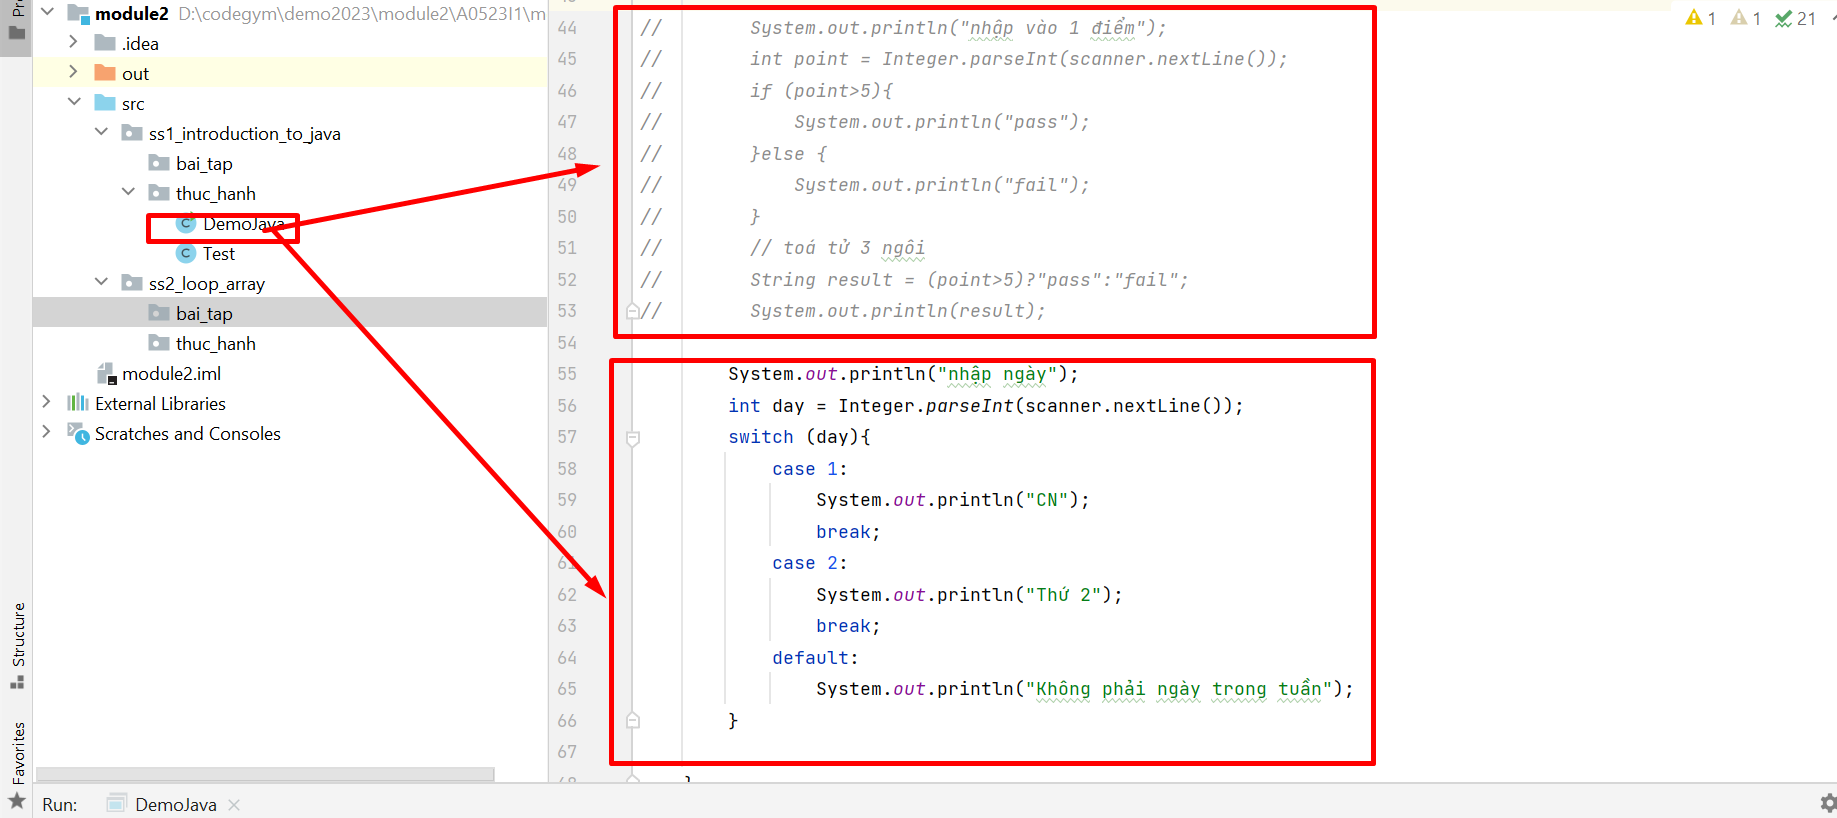 module2 D:\codegym\demo2023\module2\A0523I1\m
.idea
out
src
ss1_introduction_to_java
bai_tap
thuc_hanh
DemoJava
Test
ss2_loop_array
bai_tap
thuc_hanh
module2.iml
External Libraries
Scratches and Consoles
Structure
Favorites
1 1 21
44 // System.out.println("nhập vào 1 điểm");
45 // int point = Integer.parseInt(scanner.nextLine());
46 // if (point>5){
47 // System.out.println("pass");
48 // }else {
49 // System.out.println("fail");
50 // }
51 // // toá tử 3 ngôi
52 // String result = (point>5)?"pass":"fail";
53 // System.out.println(result);
54
55 System.out.println("nhập ngày");
56 int day = Integer.parseInt(scanner.nextLine());
57 switch (day){
58 case 1:
59 System.out.println("CN");
60 break;
61 case 2:
62 System.out.println("Thứ 2");
63 break;
64 default:
65 System.out.println("Không phải ngày trong tuần");
66 }
67
Run: DemoJava